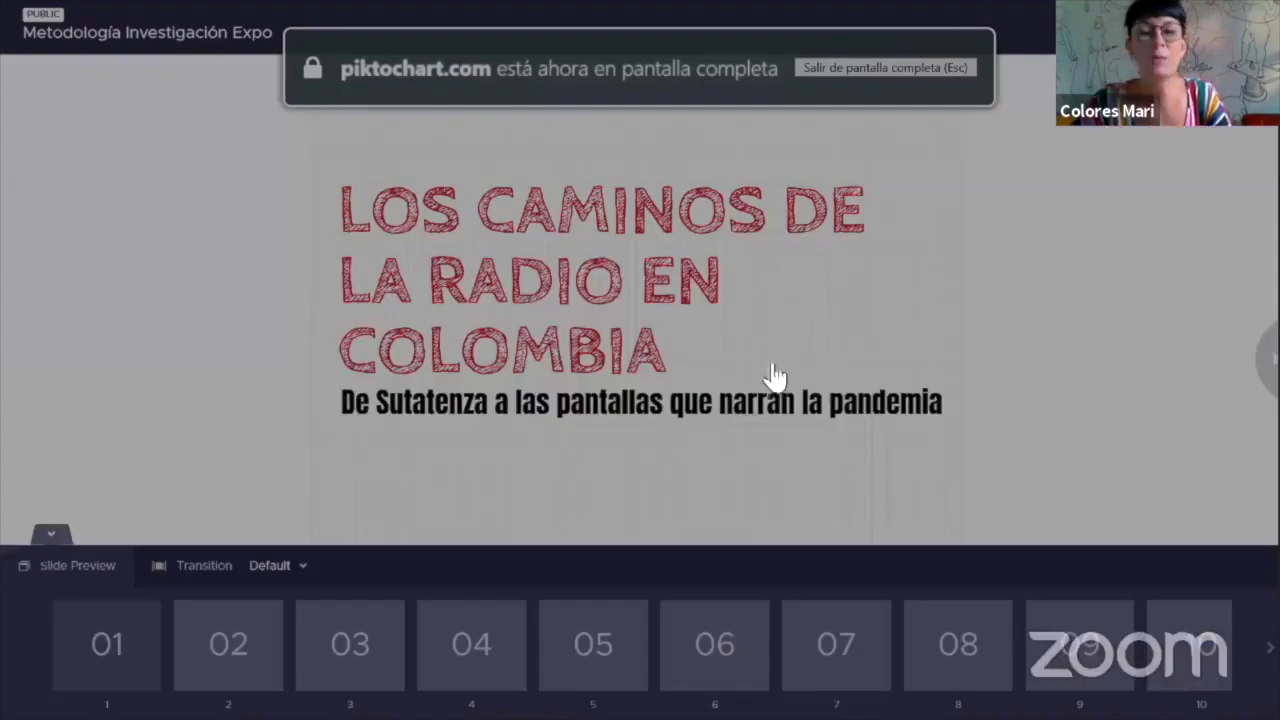 PUBLIC
Metodología Investigación Expo
piktochart.com está ahora en pantalla completa
Salir de pantalla completa (Esc)
Colores Mari
LOS CAMINOS DE
LA RADIO EN
COLOMBIA
De Sutatenza a las pantallas que narran la pandemia
Slide Preview
Transition
Default
01
02
03
04
05
06
07
08
09
zoom
1
2
3
4
5
6
7
8
9
10